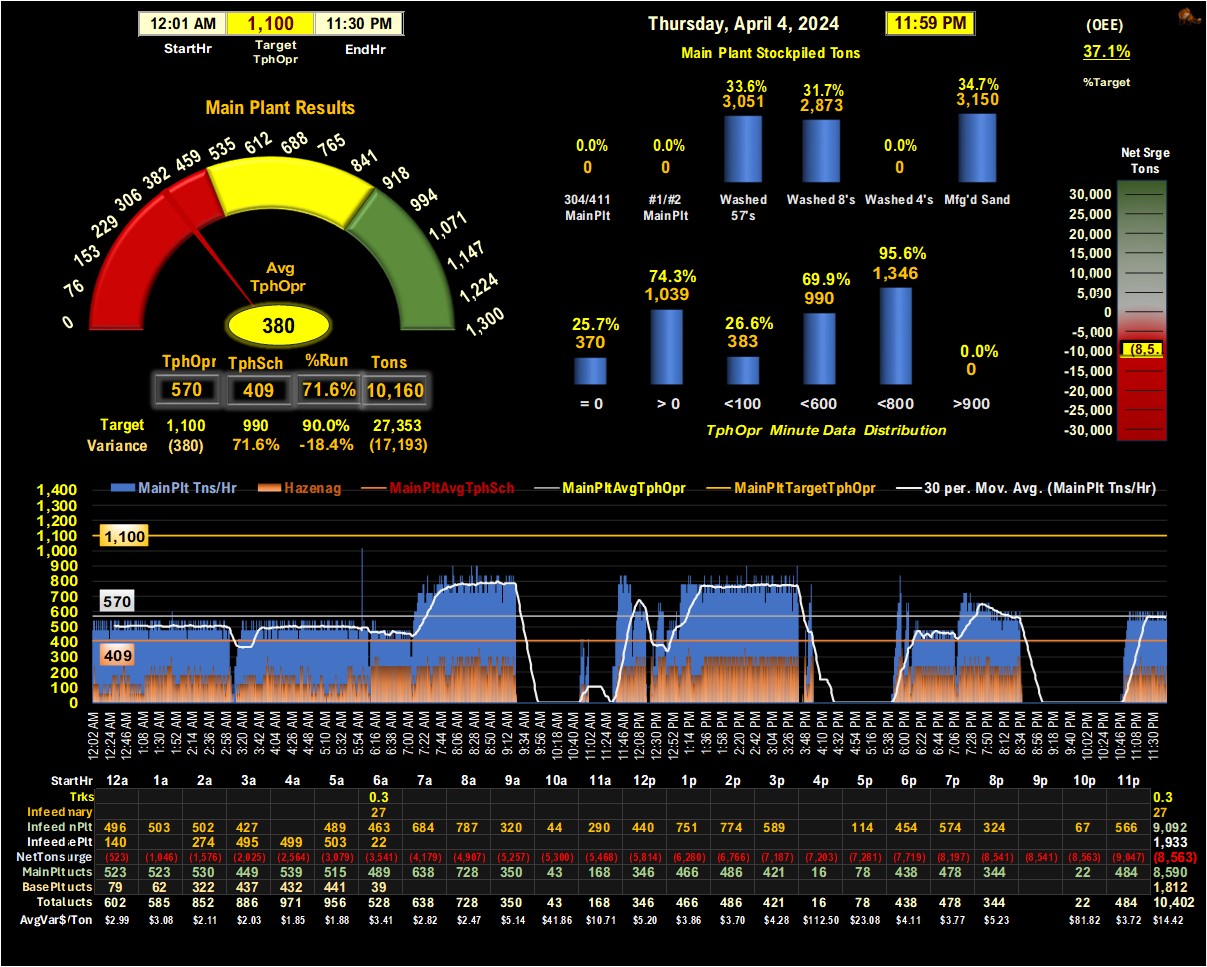 12:01 AM 1,100 11:30 PM
StartHr Target TphOpr EndHr
Thursday, April 4, 2024 11:59 PM
(OEE)
37.1%
%Target
Main Plant Stockpiled Tons
33.6% 31.7% 34.7%
3,051 2,873 3,150
0.0% 0.0% 0.0%
0 0 0
304/411 MainPlt #1/#2 MainPlt Washed 57's Washed 8's Washed 4's Mfg'd Sand
Main Plant Results
0 76 153 229 306 382 459 535 612 688 765 841 918 994 1,071 1,147 1,224 1,300
Avg
TphOpr
380
TphOpr TphSch %Run Tons
570 409 71.6% 10,160
Target 1,100 990 90.0% 27,353
Variance (380) 71.6% -18.4% (17,193)
25.7% 74.3% 26.6% 69.9% 95.6% 0.0%
370 1,039 383 990 1,346 0
= 0 > 0 <100 <600 <800 >900
TphOpr Minute Data Distribution
Net Srge
Tons
30,000
25,000
20,000
15,000
10,000
5,000
0
-5,000
-10,000
(8,5..
-15,000
-20,000
-25,000
-30,000
MainPlt Tns/Hr Hazenag MainPltAvgTphSch MainPltAvgTphOpr MainPltTargetTphOpr 30 per. Mov. Avg. (MainPlt Tns/Hr)
1,400
1,300
1,200
1,100
1,000
900
800
700
600
500
400
300
200
100
0
1,100
570
409
12:02 AM 12:24 AM 12:46 AM 1:08 AM 1:30 AM 1:52 AM 2:14 AM 2:36 AM 2:58 AM 3:20 AM 3:42 AM 4:04 AM 4:26 AM 4:48 AM 5:10 AM 5:32 AM 5:54 AM 6:16 AM 6:38 AM 7:00 AM 7:22 AM 7:44 AM 8:06 AM 8:28 AM 8:50 AM 9:12 AM 9:34 AM 9:56 AM 10:18 AM 10:40 AM 11:02 AM 11:24 AM 11:46 AM 12:08 PM 12:30 PM 12:52 PM 1:14 PM 1:36 PM 1:58 PM 2:20 PM 2:42 PM 3:04 PM 3:26 PM 3:48 PM 4:10 PM 4:32 PM 4:54 PM 5:16 PM 5:38 PM 6:00 PM 6:22 PM 6:44 PM 7:06 PM 7:28 PM 7:50 PM 8:12 PM 8:34 PM 8:56 PM 9:18 PM 9:40 PM 10:02 PM 10:24 PM 10:46 PM 11:08 PM 11:30 PM
StartHr 12a 1a 2a 3a 4a 5a 6a 7a 8a 9a 10a 11a 12p 1p 2p 3p 4p 5p 6p 7p 8p 9p 10p 11p
Trks 0.3 0.3
Infeed mary 27 27
Infeed nPlt 496 503 502 427 489 463 684 787 320 44 290 440 751 774 589 114 454 574 324 67 566 9,092
Infeed ePlt 140 274 495 499 503 22 1,933
NetTons urge (523) (1,046) (1,576) (2,025) (2,564) (3,079) (3,541) (4,179) (4,907) (5,257) (5,300) (5,468) (5,814) (6,280) (6,766) (7,187) (7,203) (7,281) (7,719) (8,197) (8,541) (8,541) (8,563) (9,047) (8,563)
MainPlt ucts 523 523 530 449 539 515 489 638 728 350 43 168 346 466 486 421 16 78 438 478 344 22 484 8,590
BasePlt ucts 79 62 322 437 432 441 39 1,812
Total ucts 602 585 852 886 971 956 528 638 728 350 43 168 346 466 486 421 16 78 438 478 344 22 484 10,402
AvgVar$/Ton $2.99 $3.08 $2.11 $2.03 $1.85 $1.88 $3.41 $2.82 $2.47 $5.14 $41.86 $10.71 $5.20 $3.86 $3.70 $4.28 $112.50 $23.08 $4.11 $3.77 $5.23 $81.82 $3.72 $14.42